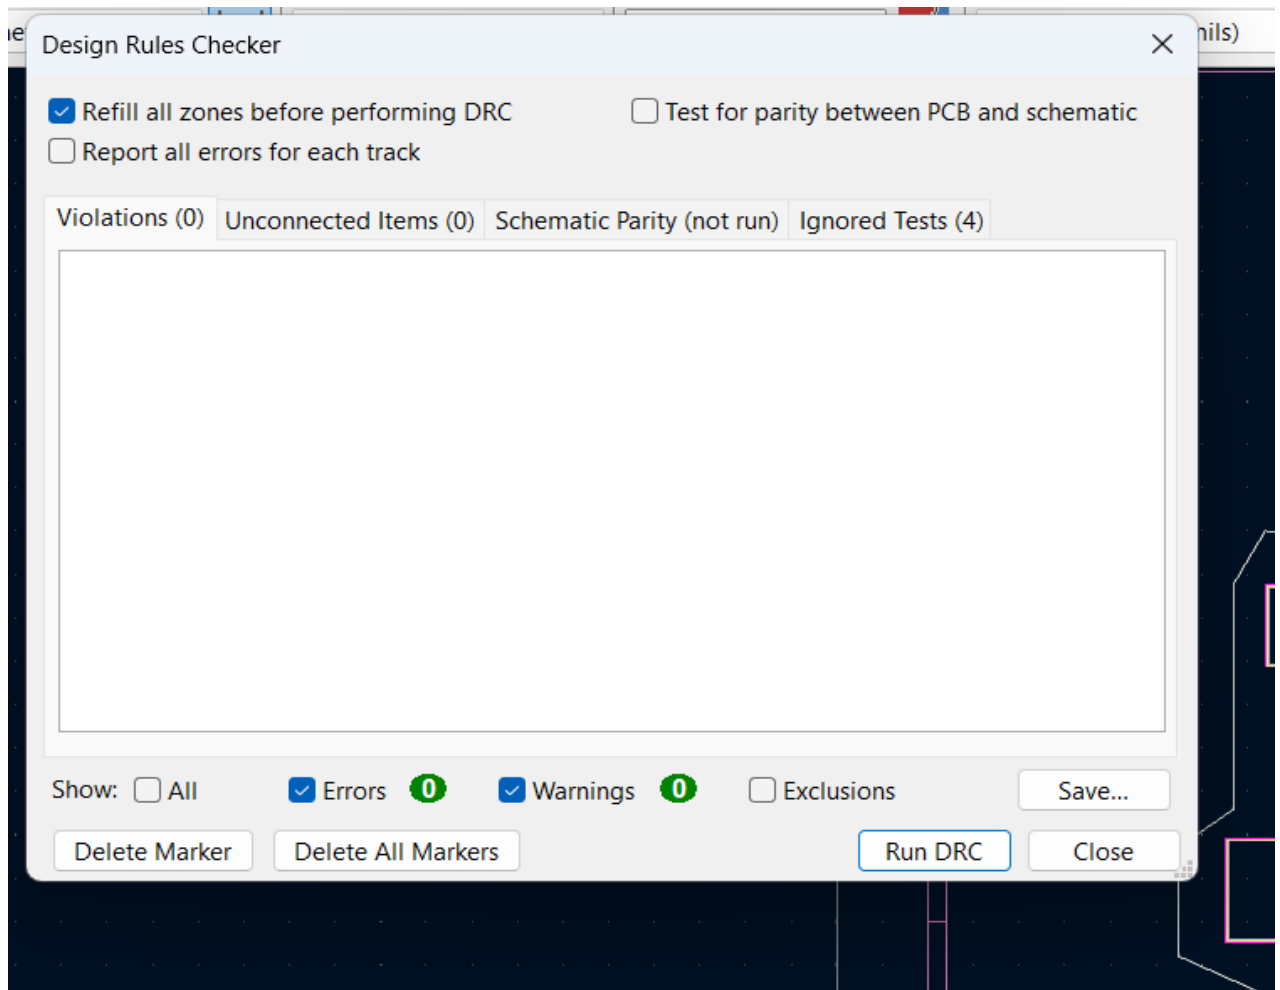 Design Rules Checker
nils)
Refill all zones before performing DRC
Test for parity between PCB and schematic
Report all errors for each track
Violations (0)
Unconnected Items (0)
Schematic Parity (not run)
Ignored Tests (4)
Show:
All
Errors
0
Warnings
0
Exclusions
Save...
Delete Marker
Delete All Markers
Run DRC
Close